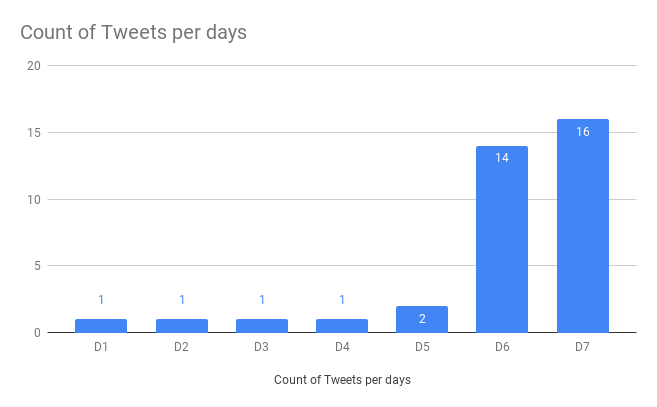 Count of Tweets per days
20
15
10
5
0
1
1
1
1
2
14
16
D1
D2
D3
D4
D5
D6
D7
Count of Tweets per days